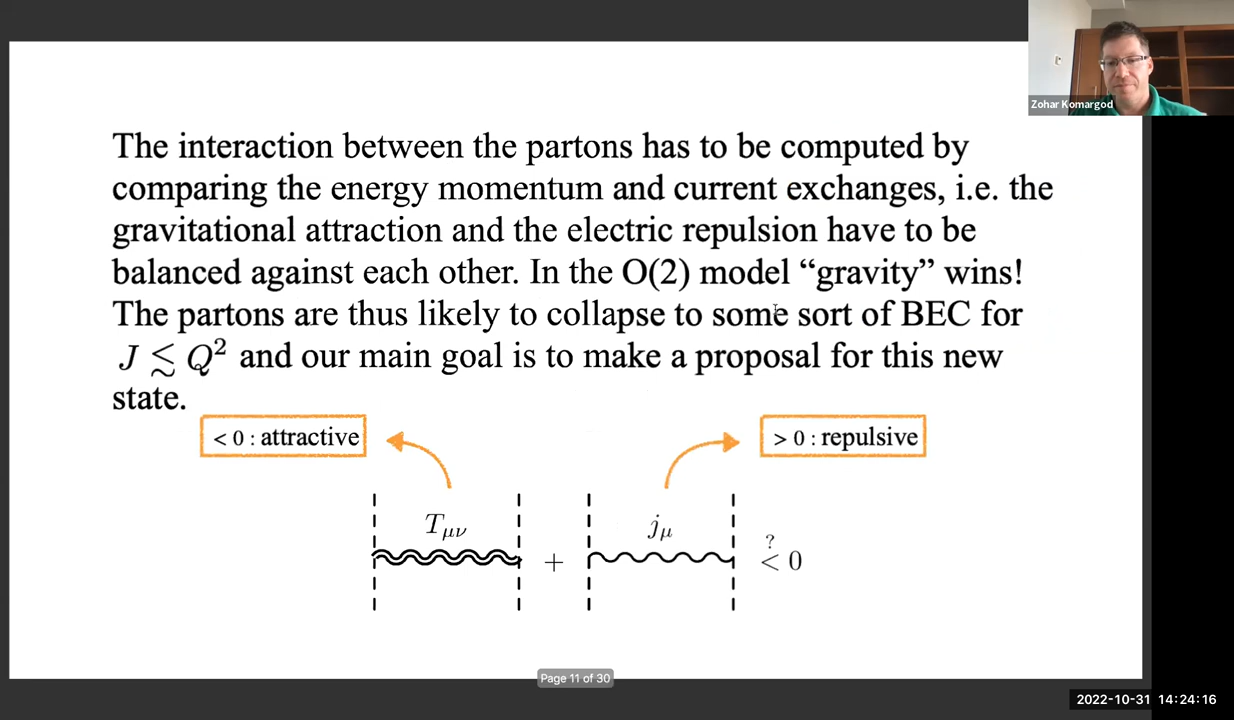 Zohar Komargod
The interaction between the partons has to be computed by
comparing the energy momentum and current exchanges, i.e. the
gravitational attraction and the electric repulsion have to be
balanced against each other. In the O(2) model “gravity” wins!
The partons are thus likely to collapse to some sort of BEC for
J ≲ Q² and our main goal is to make a proposal for this new
state.
< 0 : attractive
> 0 : repulsive
Tμν
jμ
+
?
< 0
Page 11 of 30
2022-10-31 14:24:16